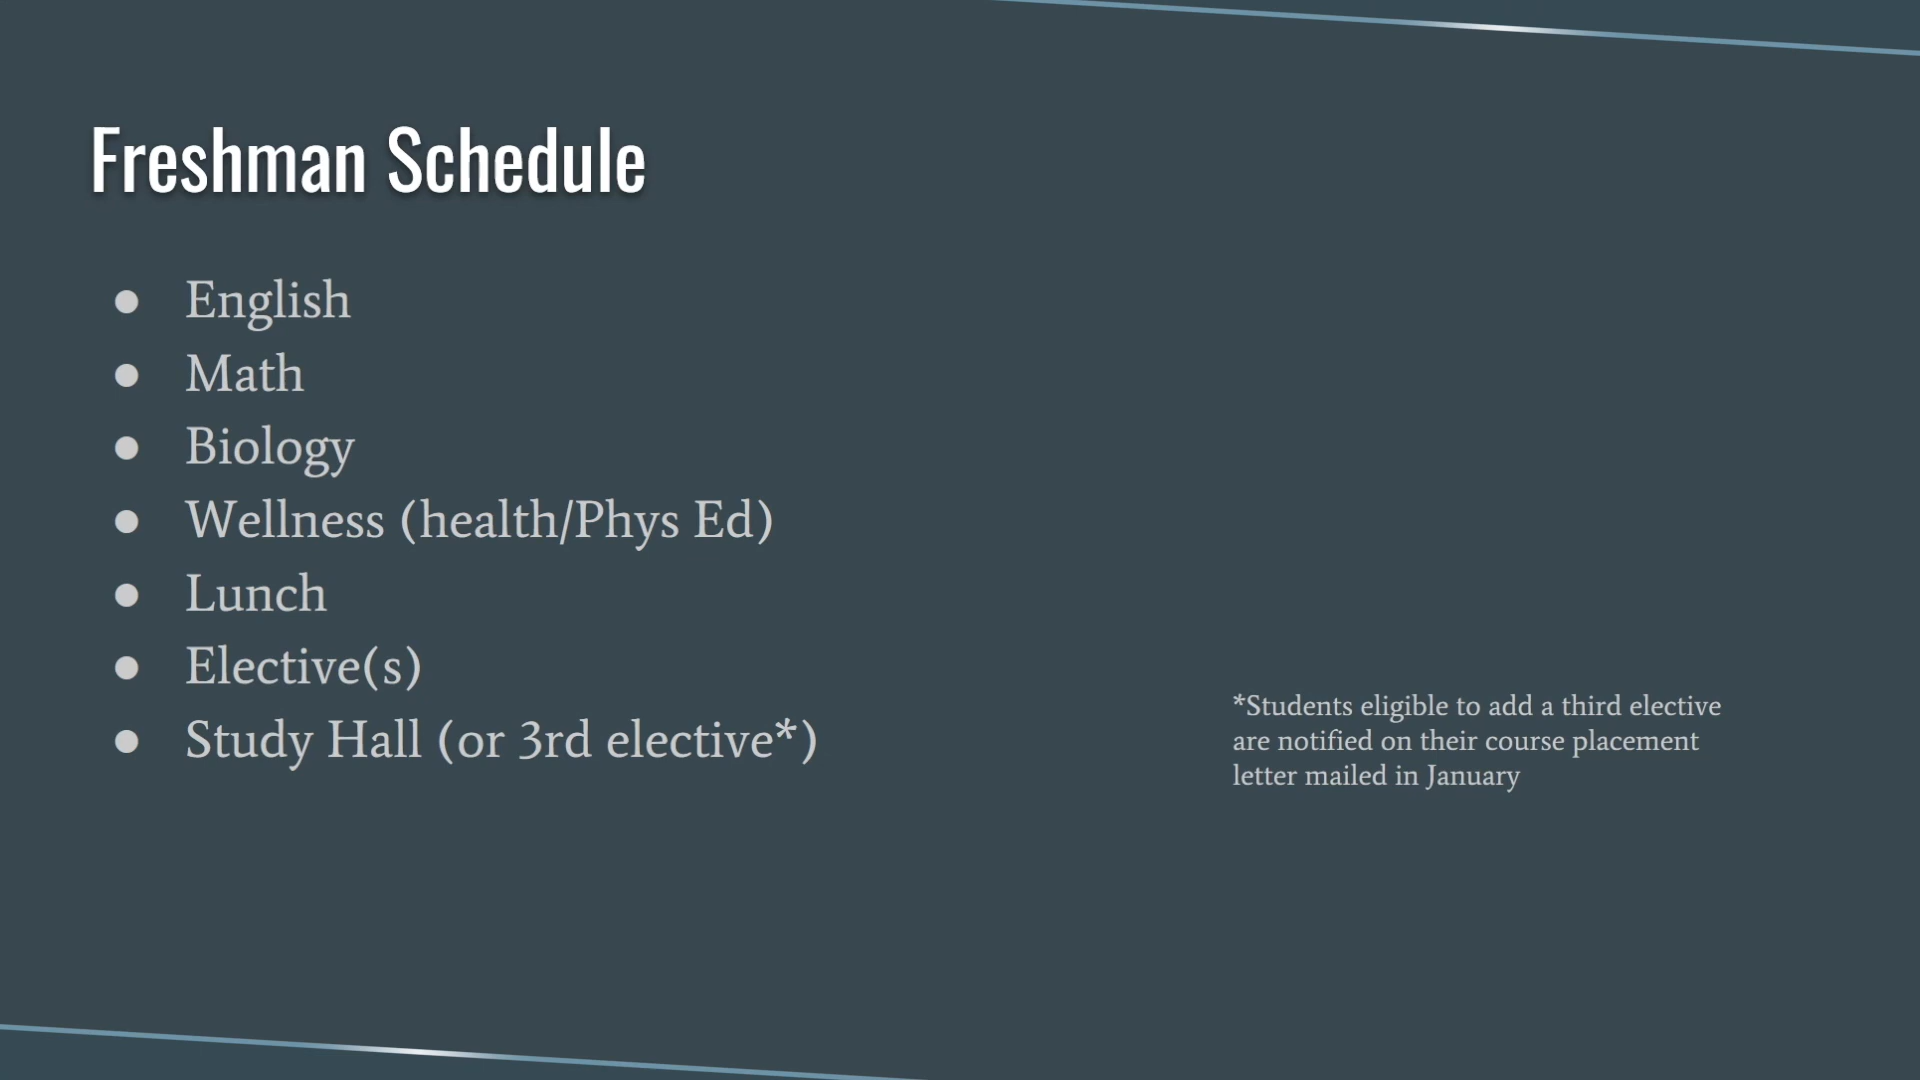 Freshman Schedule
● English
● Math
● Biology
● Wellness (health/Phys Ed)
● Lunch
● Elective(s)
● Study Hall (or 3rd elective*)
*Students eligible to add a third elective
are notified on their course placement
letter mailed in January